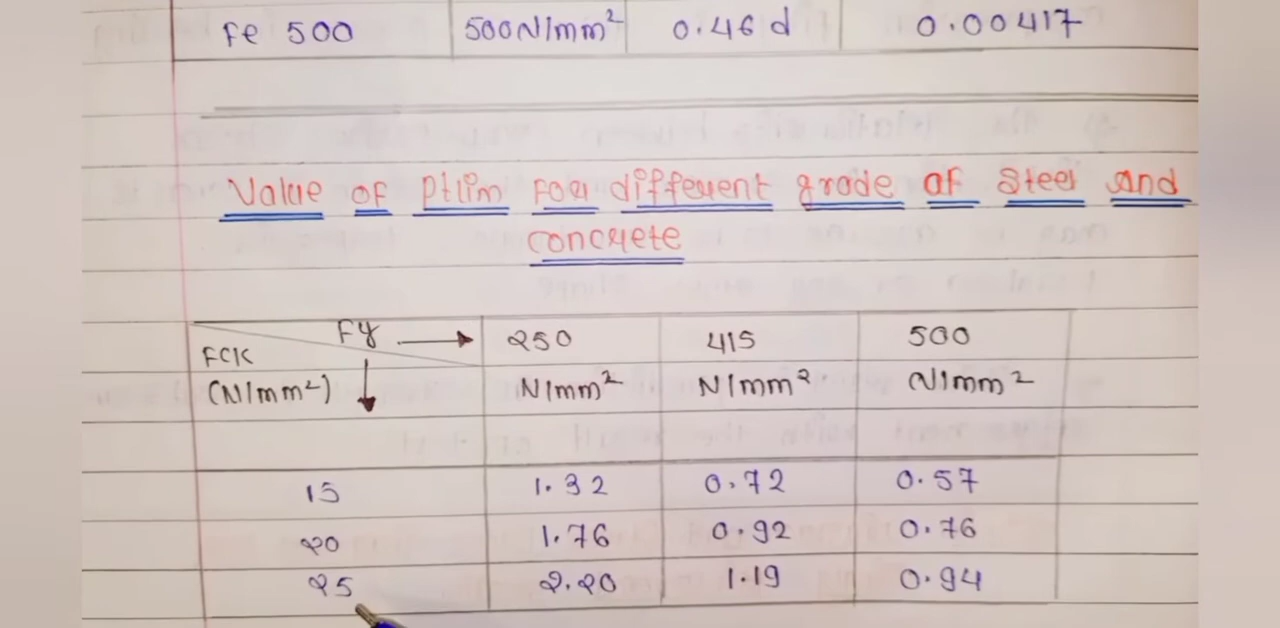 Fe 500 500N/mm² 0.46d 0.00417
Value of Ptlim for different grade of steel and
concrete
Fy → 250 415 500
FCK
(N/mm²) ↓ N/mm² N/mm² N/mm²
15 1.32 0.72 0.57
20 1.76 0.92 0.76
25 2.20 1.19 0.94